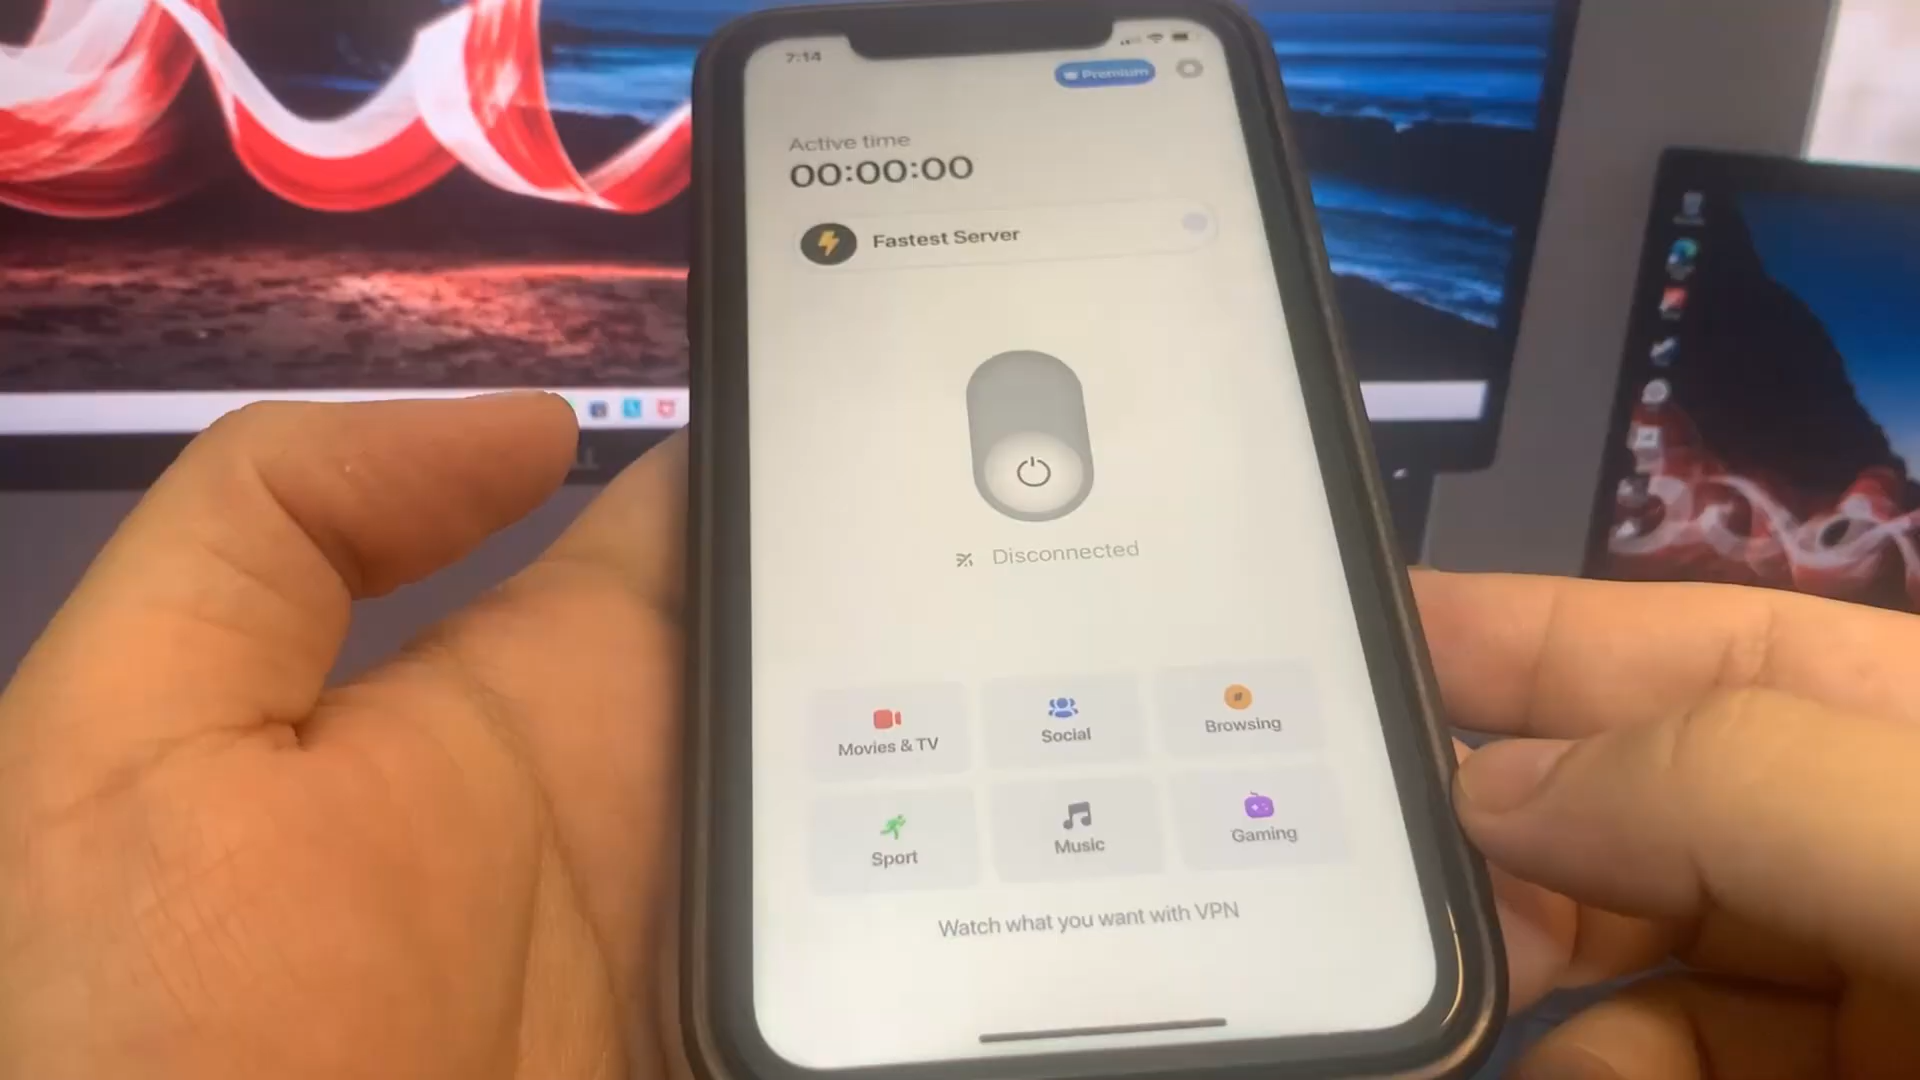 7:14
Premium
Active time
00:00:00
Fastest Server
Disconnected
Movies & TV
Social
Browsing
Sport
Music
Gaming
Watch what you want with VPN